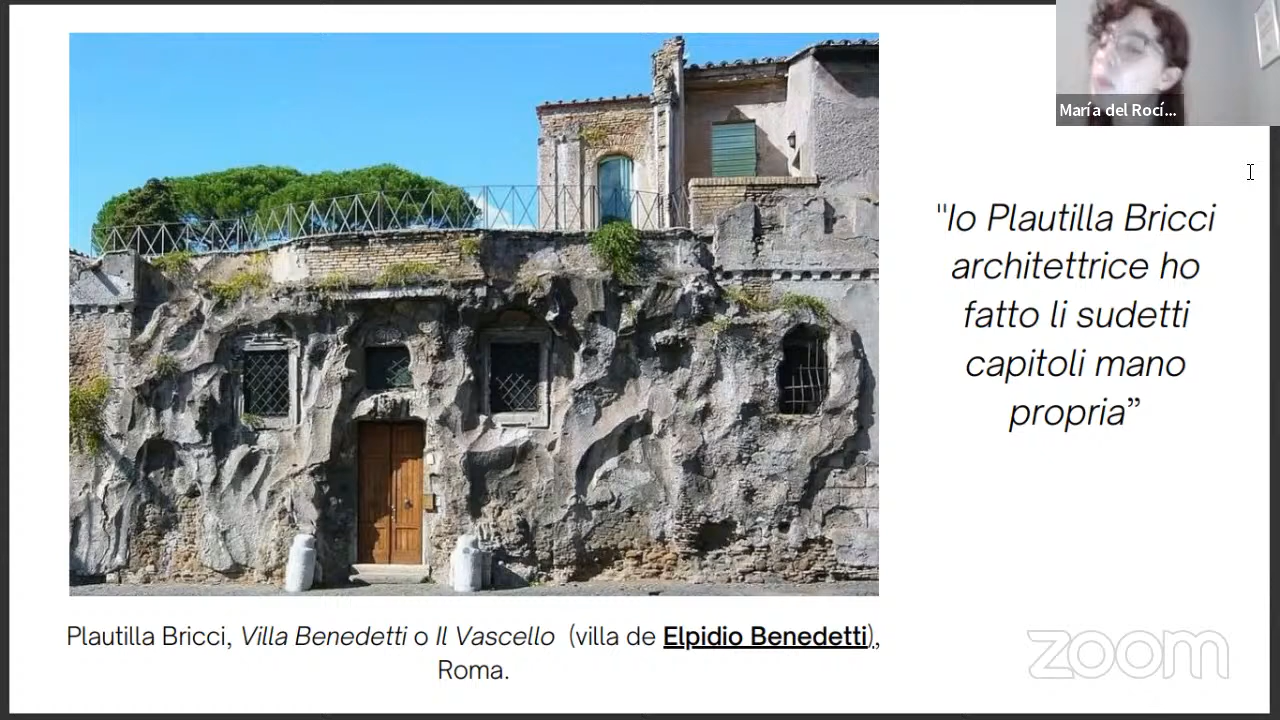 María del Rocí...
"Io Plautilla Bricci
architettrice ho
fatto li sudetti
capitoli mano
propria”
Plautilla Bricci, Villa Benedetti o Il Vascello (villa de Elpidio Benedetti),
Roma.
zoom